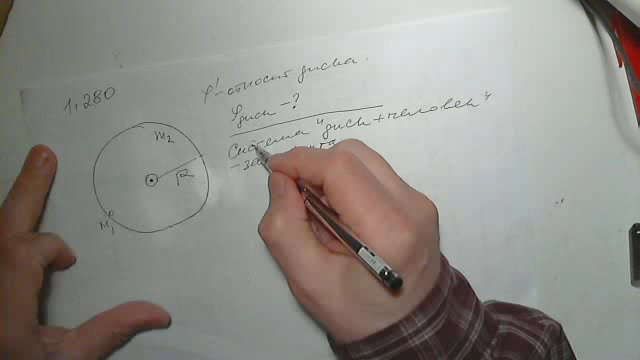 1.280
φ' - относит диска.
φдиск - ?
m₂
R
m₁
Система "диск + человек"